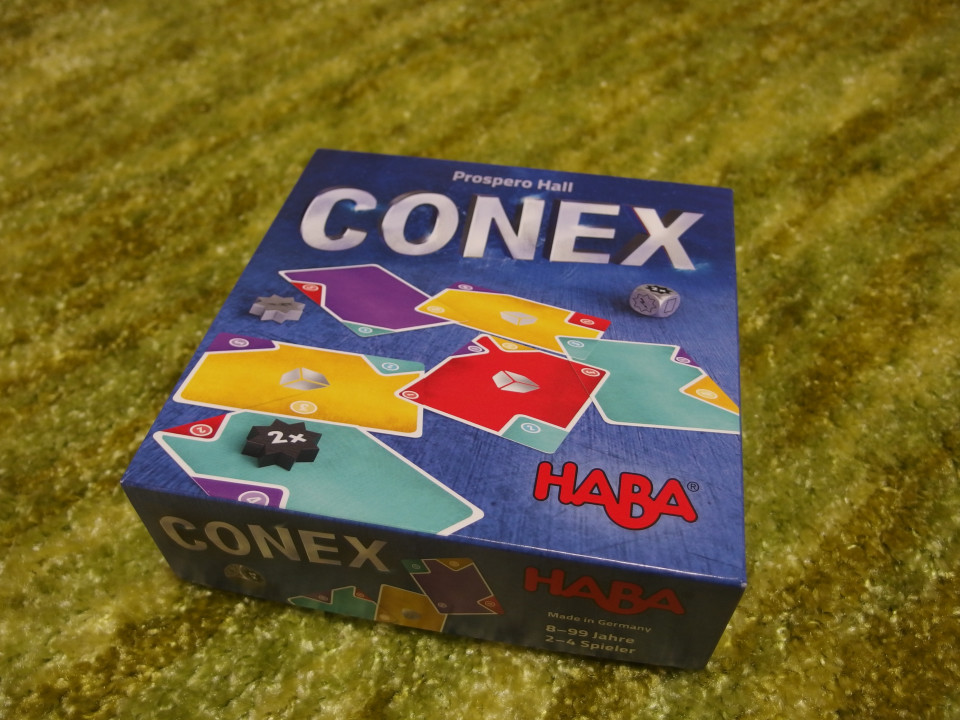 Prospero Hall
CONEX
2x
HABA®
CONEX
HABA
Made in Germany
8–99 Jahre
2–4 Spieler